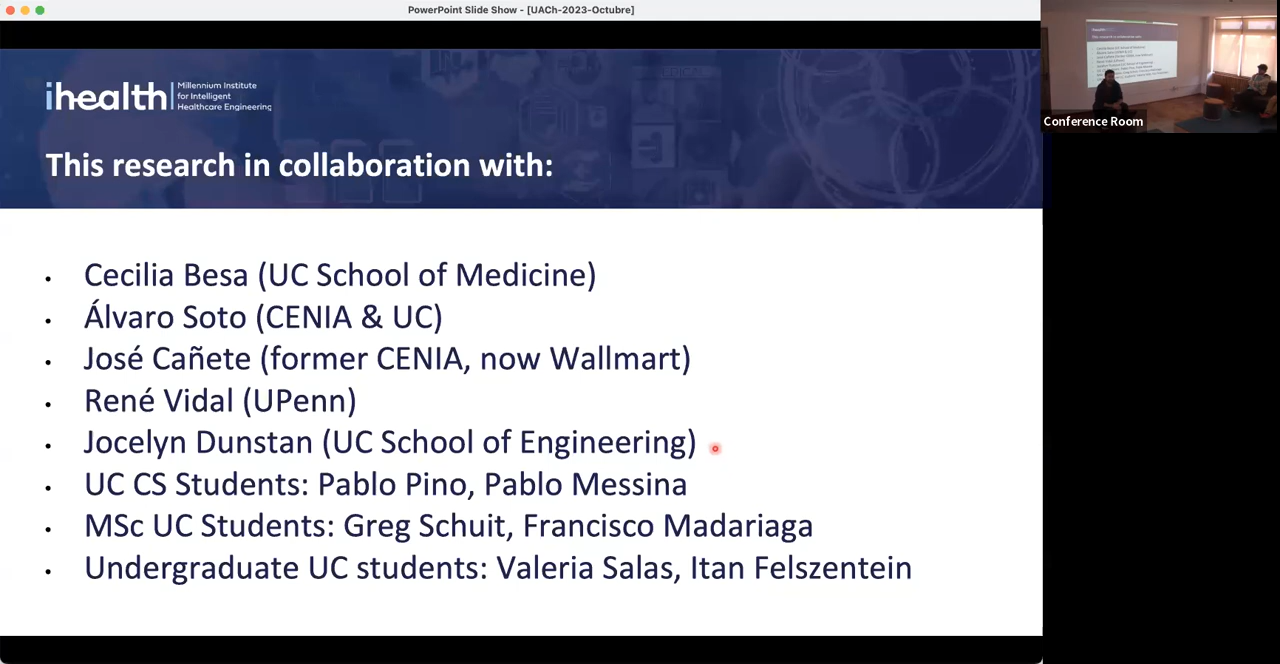 PowerPoint Slide Show - [UACh-2023-Octubre]
ihealth
Millennium Institute
for Intelligent
Healthcare Engineering
This research in collaboration with:
Conference Room
• Cecilia Besa (UC School of Medicine)
• Álvaro Soto (CENIA & UC)
• José Cañete (former CENIA, now Wallmart)
• René Vidal (UPenn)
• Jocelyn Dunstan (UC School of Engineering)
• UC CS Students: Pablo Pino, Pablo Messina
• MSc UC Students: Greg Schuit, Francisco Madariaga
• Undergraduate UC students: Valeria Salas, Itan Felszentein